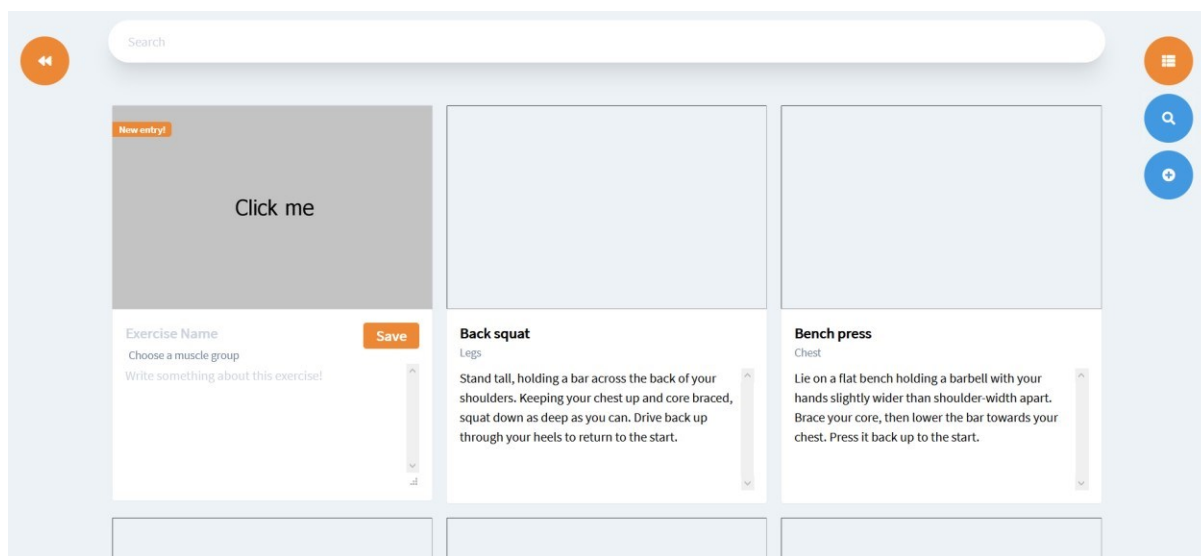 Search
New entry!
Click me
Exercise Name
Save
Choose a muscle group
Write something about this exercise!
Back squat
Legs
Stand tall, holding a bar across the back of your
shoulders. Keeping your chest up and core braced,
squat down as deep as you can. Drive back up
through your heels to return to the start.
Bench press
Chest
Lie on a flat bench holding a barbell with your
hands slightly wider than shoulder-width apart.
Brace your core, then lower the bar towards your
chest. Press it back up to the start.